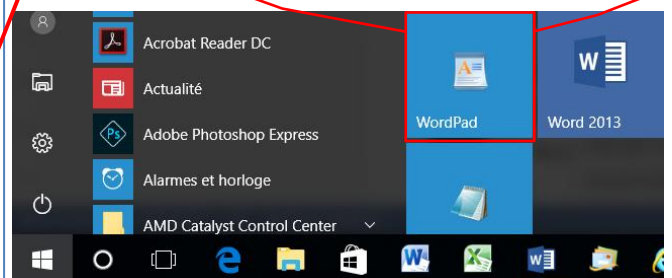 Acrobat Reader DC
Actualité
Adobe Photoshop Express
Alarmes et horloge
AMD Catalyst Control Center
WordPad
Word 2013